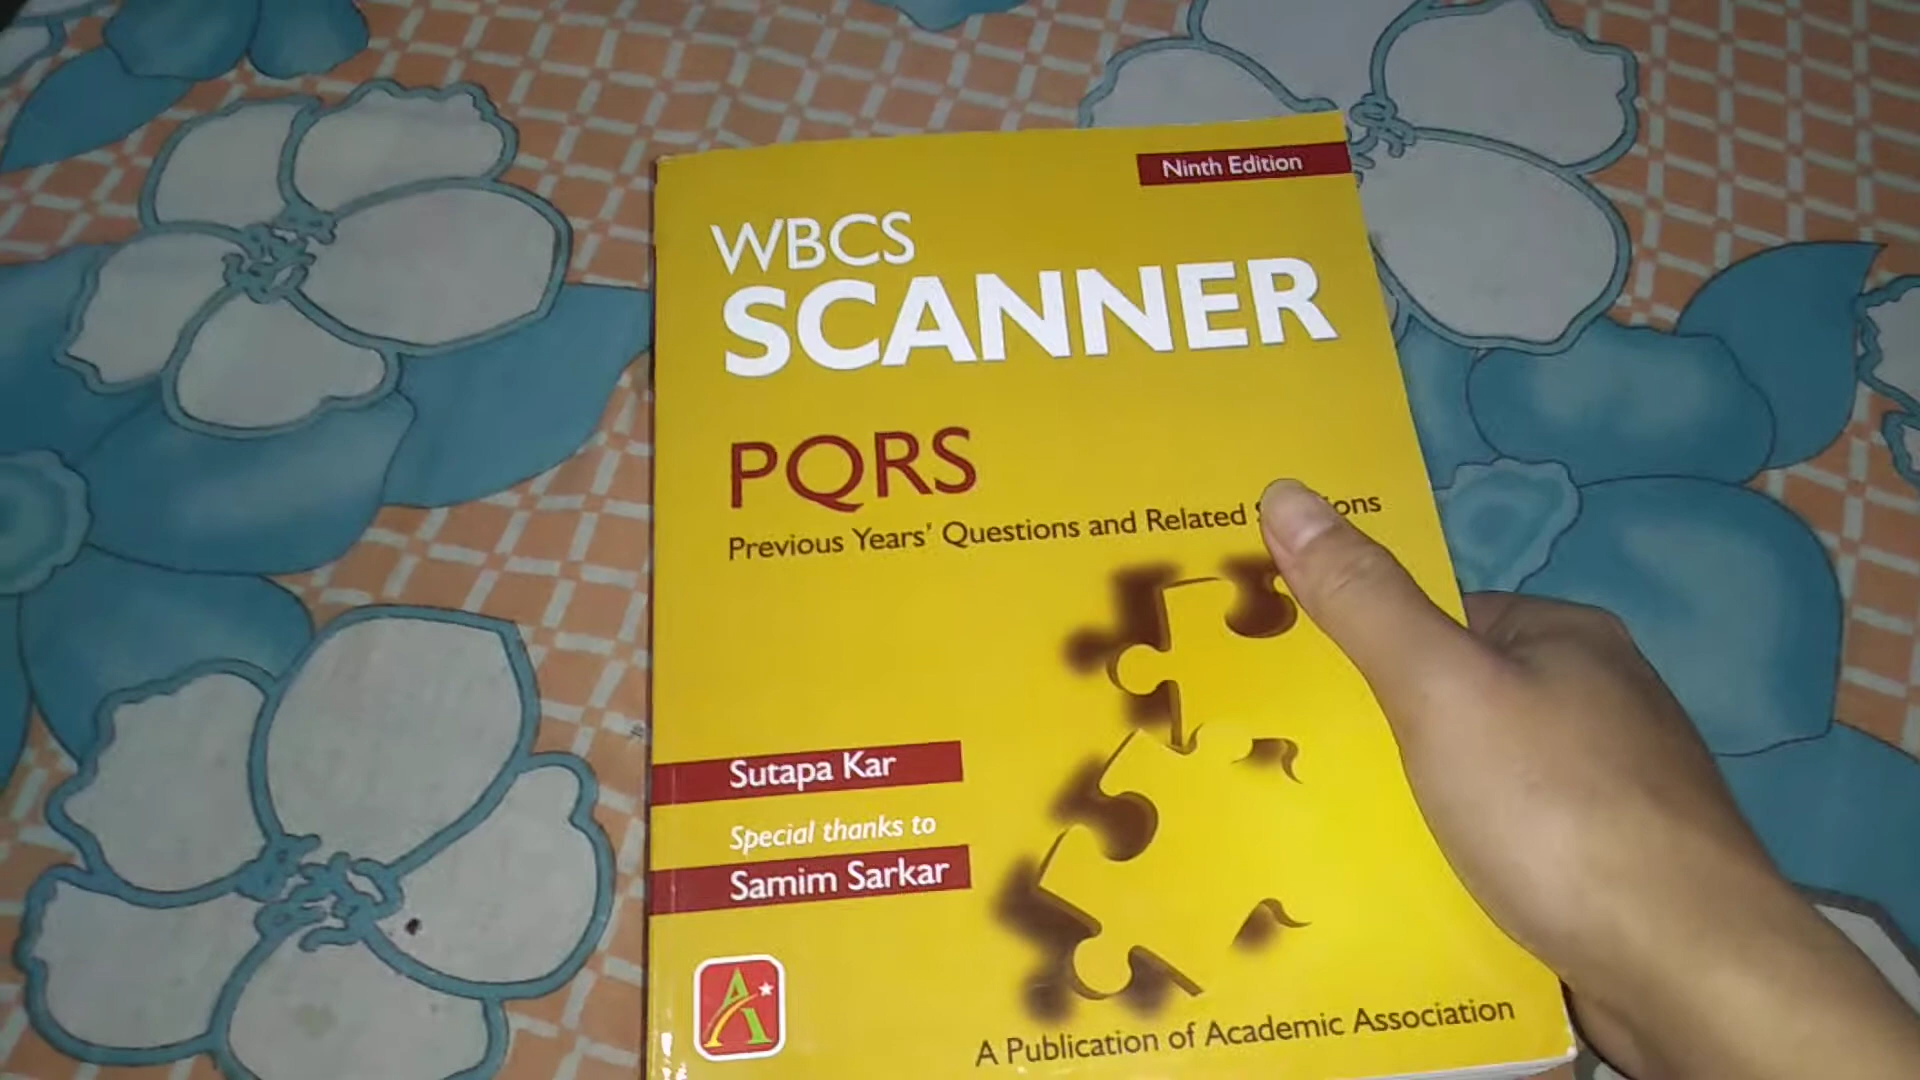 Ninth Edition
WBCS
SCANNER
PQRS
Previous Years' Questions and Related
Sutapa Kar
Special thanks to
Samim Sarkar
A Publication of Academic Association